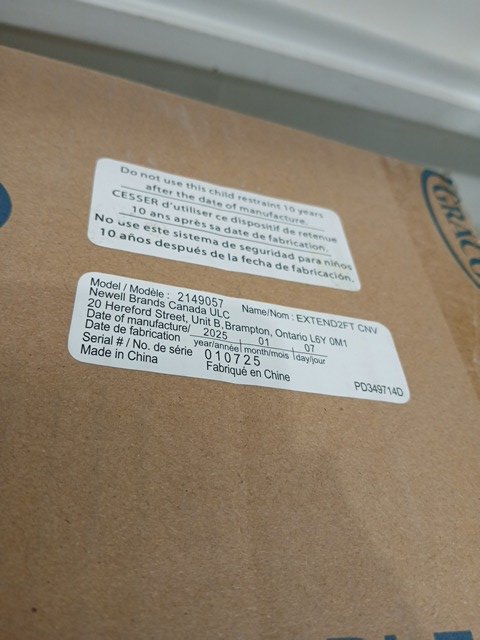 Do not use this child restraint 10 years
after the date of manufacture.
CESSER d'utiliser ce dispositif de retenue
10 ans après sa date de fabrication.
No use este sistema de seguridad para niños
10 años después de la fecha de fabricación.
GRACO
Model / Modèle : 2149057 Name/Nom : EXTEND2FT CNV
Newell Brands Canada ULC
20 Hereford Street, Unit B, Brampton, Ontario L6Y 0M1
Date of manufacture/ 2025 01 07
Date de fabrication year/année month/mois day/jour
Serial # / No. de série 010725
Made in China Fabriqué en Chine
PD349714D